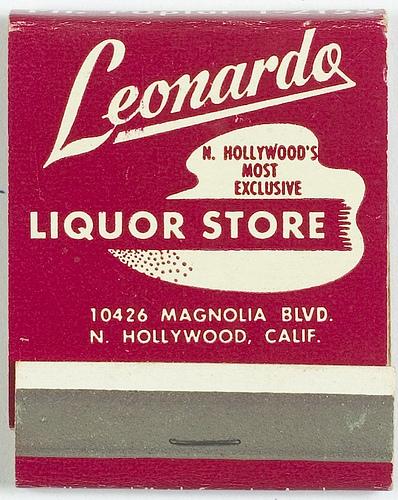 Leonardo
N. HOLLYWOOD'S
MOST
EXCLUSIVE
LIQUOR STORE
10426 MAGNOLIA BLVD.
N. HOLLYWOOD, CALIF.